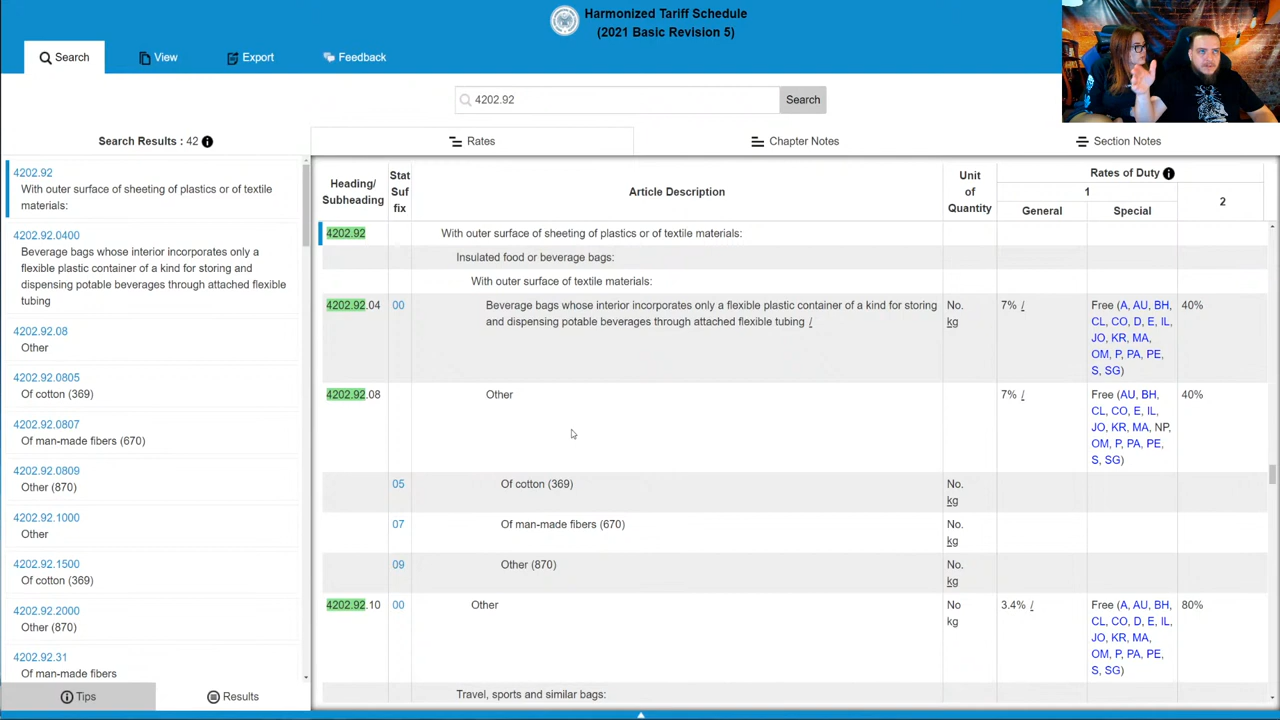 Harmonized Tariff Schedule
(2021 Basic Revision 5)
Search
View
Export
Feedback
4202.92
Search
Search Results : 42
Rates
Chapter Notes
Section Notes
4202.92
With outer surface of sheeting of plastics or of textile
materials:
4202.92.0400
Beverage bags whose interior incorporates only a
flexible plastic container of a kind for storing and
dispensing potable beverages through attached flexible
tubing
4202.92.08
Other
4202.92.0805
Of cotton (369)
4202.92.0807
Of man-made fibers (670)
4202.92.0809
Other (870)
4202.92.1000
Other
4202.92.1500
Of cotton (369)
4202.92.2000
Other (870)
4202.92.31
Of man-made fibers
Tips
Results
Heading/
Subheading
Stat
Suf
fix
Article Description
Unit
of
Quantity
Rates of Duty
1
2
General
Special
4202.92
With outer surface of sheeting of plastics or of textile materials:
Insulated food or beverage bags:
With outer surface of textile materials:
4202.92.04
00
Beverage bags whose interior incorporates only a flexible plastic container of a kind for storing
and dispensing potable beverages through attached flexible tubing /
No.
kg
7% /
Free (A, AU, BH,
CL, CO, D, E, IL,
JO, KR, MA,
OM, P, PA, PE,
S, SG)
40%
4202.92.08
Other
7% /
Free (AU, BH,
CL, CO, E, IL,
JO, KR, MA, NP,
OM, P, PA, PE,
S, SG)
40%
05
Of cotton (369)
No.
kg
07
Of man-made fibers (670)
No.
kg
09
Other (870)
No.
kg
4202.92.10
00
Other
No
kg
3.4% /
Free (A, AU, BH,
CL, CO, D, E, IL,
JO, KR, MA,
OM, P, PA, PE,
S, SG)
80%
Travel, sports and similar bags: